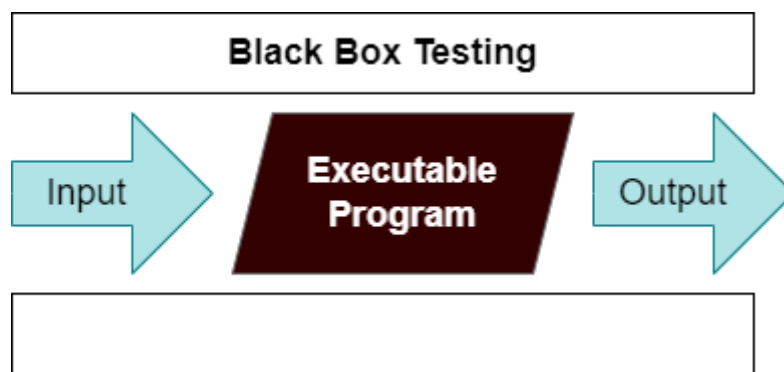 Black Box Testing
Input
Executable
Program
Output